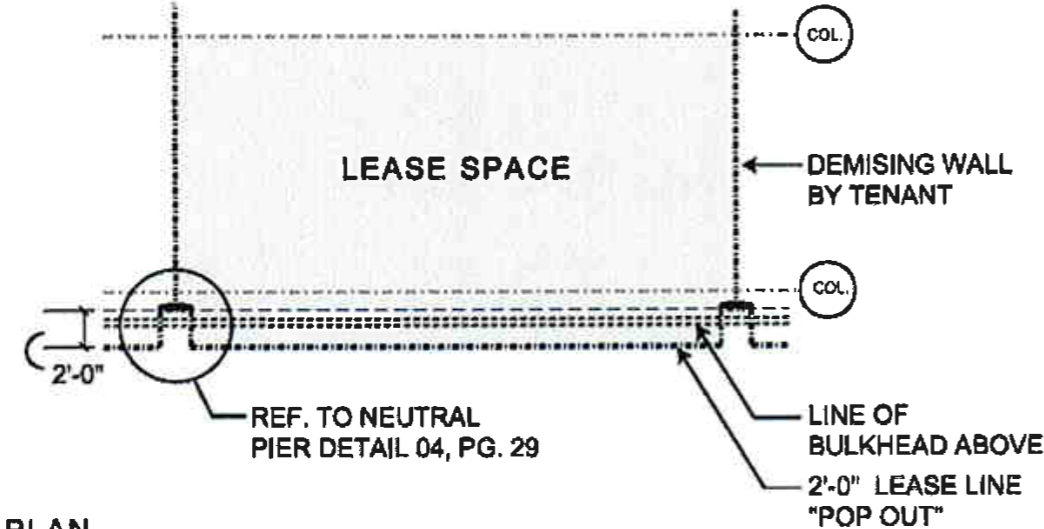 COL.
LEASE SPACE
DEMISING WALL
BY TENANT
COL.
2'-0"
REF. TO NEUTRAL
PIER DETAIL 04, PG. 29
LINE OF
BULKHEAD ABOVE
2'-0" LEASE LINE
"POP OUT"
PLAN